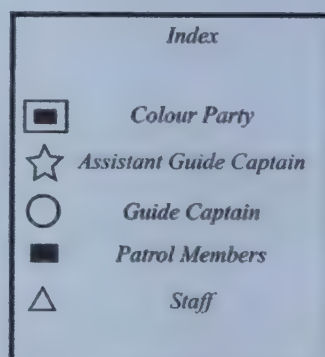 Index
Colour Party
Assistant Guide Captain
Guide Captain
Patrol Members
Staff